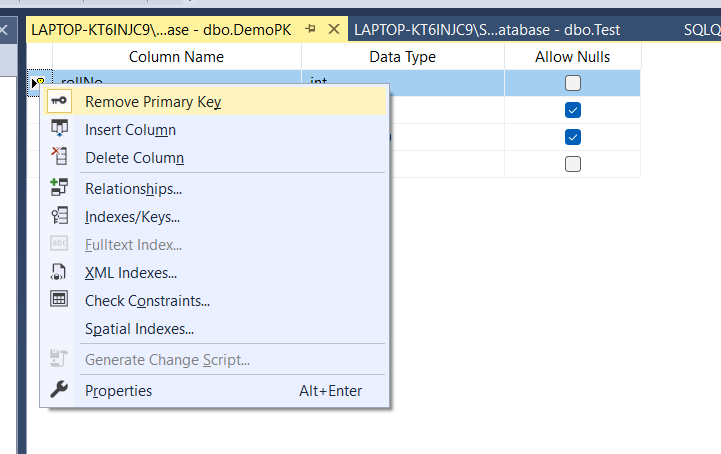 LAPTOP-KT6INJC9\...ase - dbo.DemoPK LAPTOP-KT6INJC9\S...atabase - dbo.Test SQLQ
Column Name Data Type Allow Nulls
rollNo int
Remove Primary Key
Insert Column
Delete Column
Relationships...
Indexes/Keys...
abc Fulltext Index...
XML Indexes...
Check Constraints...
Spatial Indexes...
Generate Change Script...
Properties Alt+Enter